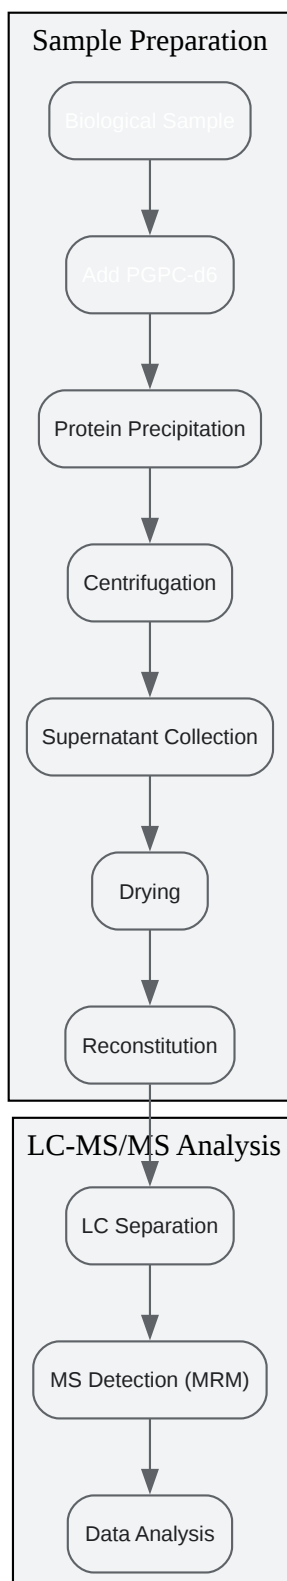 Sample Preparation
Biological Sample
Add PGPC-d6
Protein Precipitation
Centrifugation
Supernatant Collection
Drying
Reconstitution
LC-MS/MS Analysis
LC Separation
MS Detection (MRM)
Data Analysis